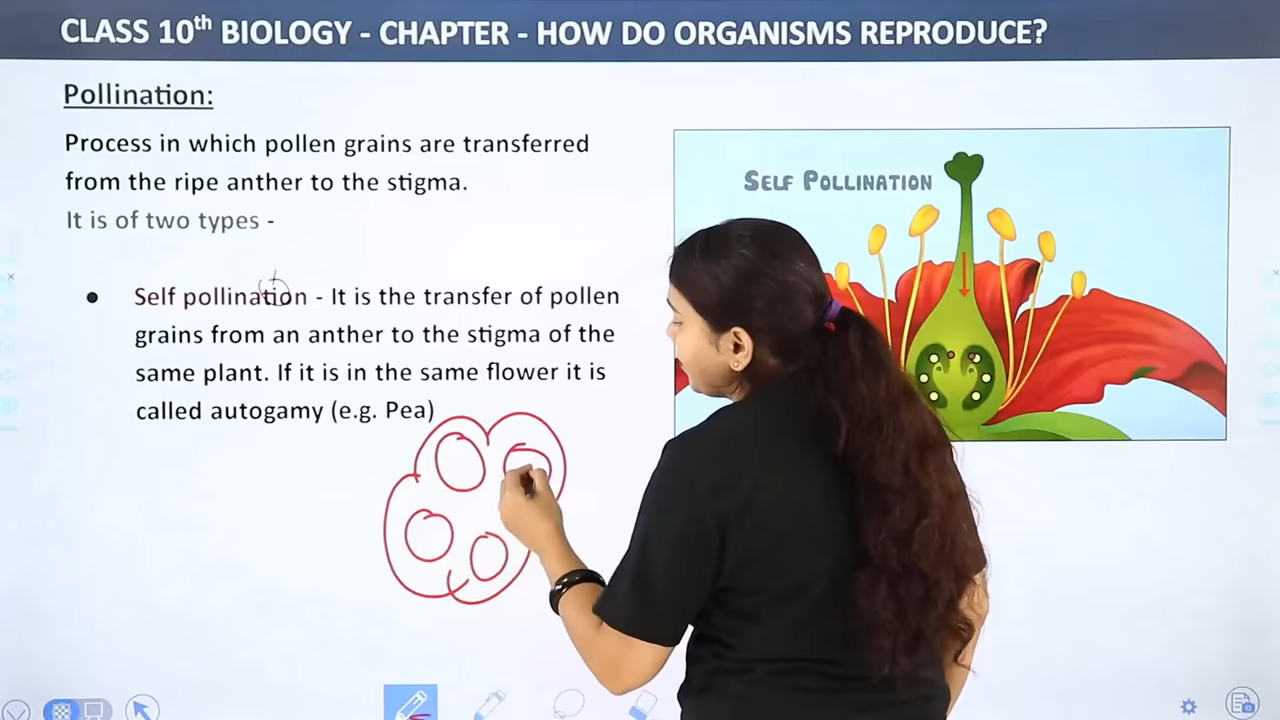 CLASS 10th BIOLOGY - CHAPTER - HOW DO ORGANISMS REPRODUCE?
Pollination:
Process in which pollen grains are transferred
from the ripe anther to the stigma.
It is of two types -
Self pollination - It is the transfer of pollen
grains from an anther to the stigma of the
same plant. If it is in the same flower it is
called autogamy (e.g. Pea)
SELF POLLINATION